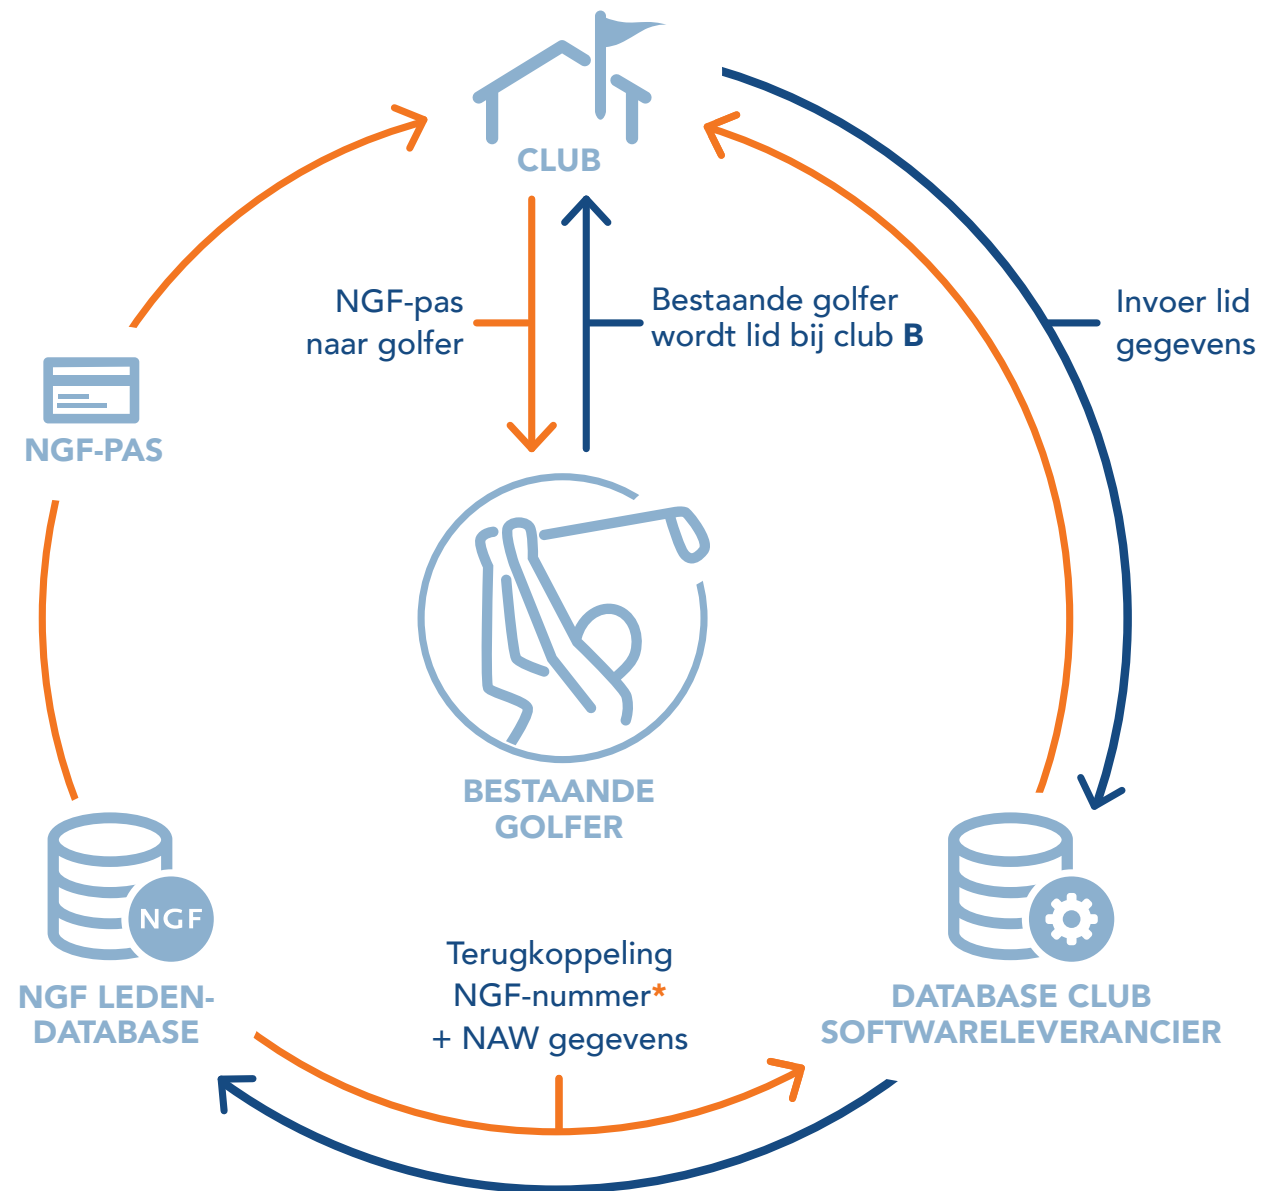 CLUB
NGF-pas
naar golfer
Bestaande golfer
wordt lid bij club B
Invoer lid
gegevens
NGF-PAS
BESTAANDE
GOLFER
NGF
NGF LEDEN-
DATABASE
Terugkoppeling
NGF-nummer*
+ NAW gegevens
DATABASE CLUB
SOFTWARELEVERANCIER